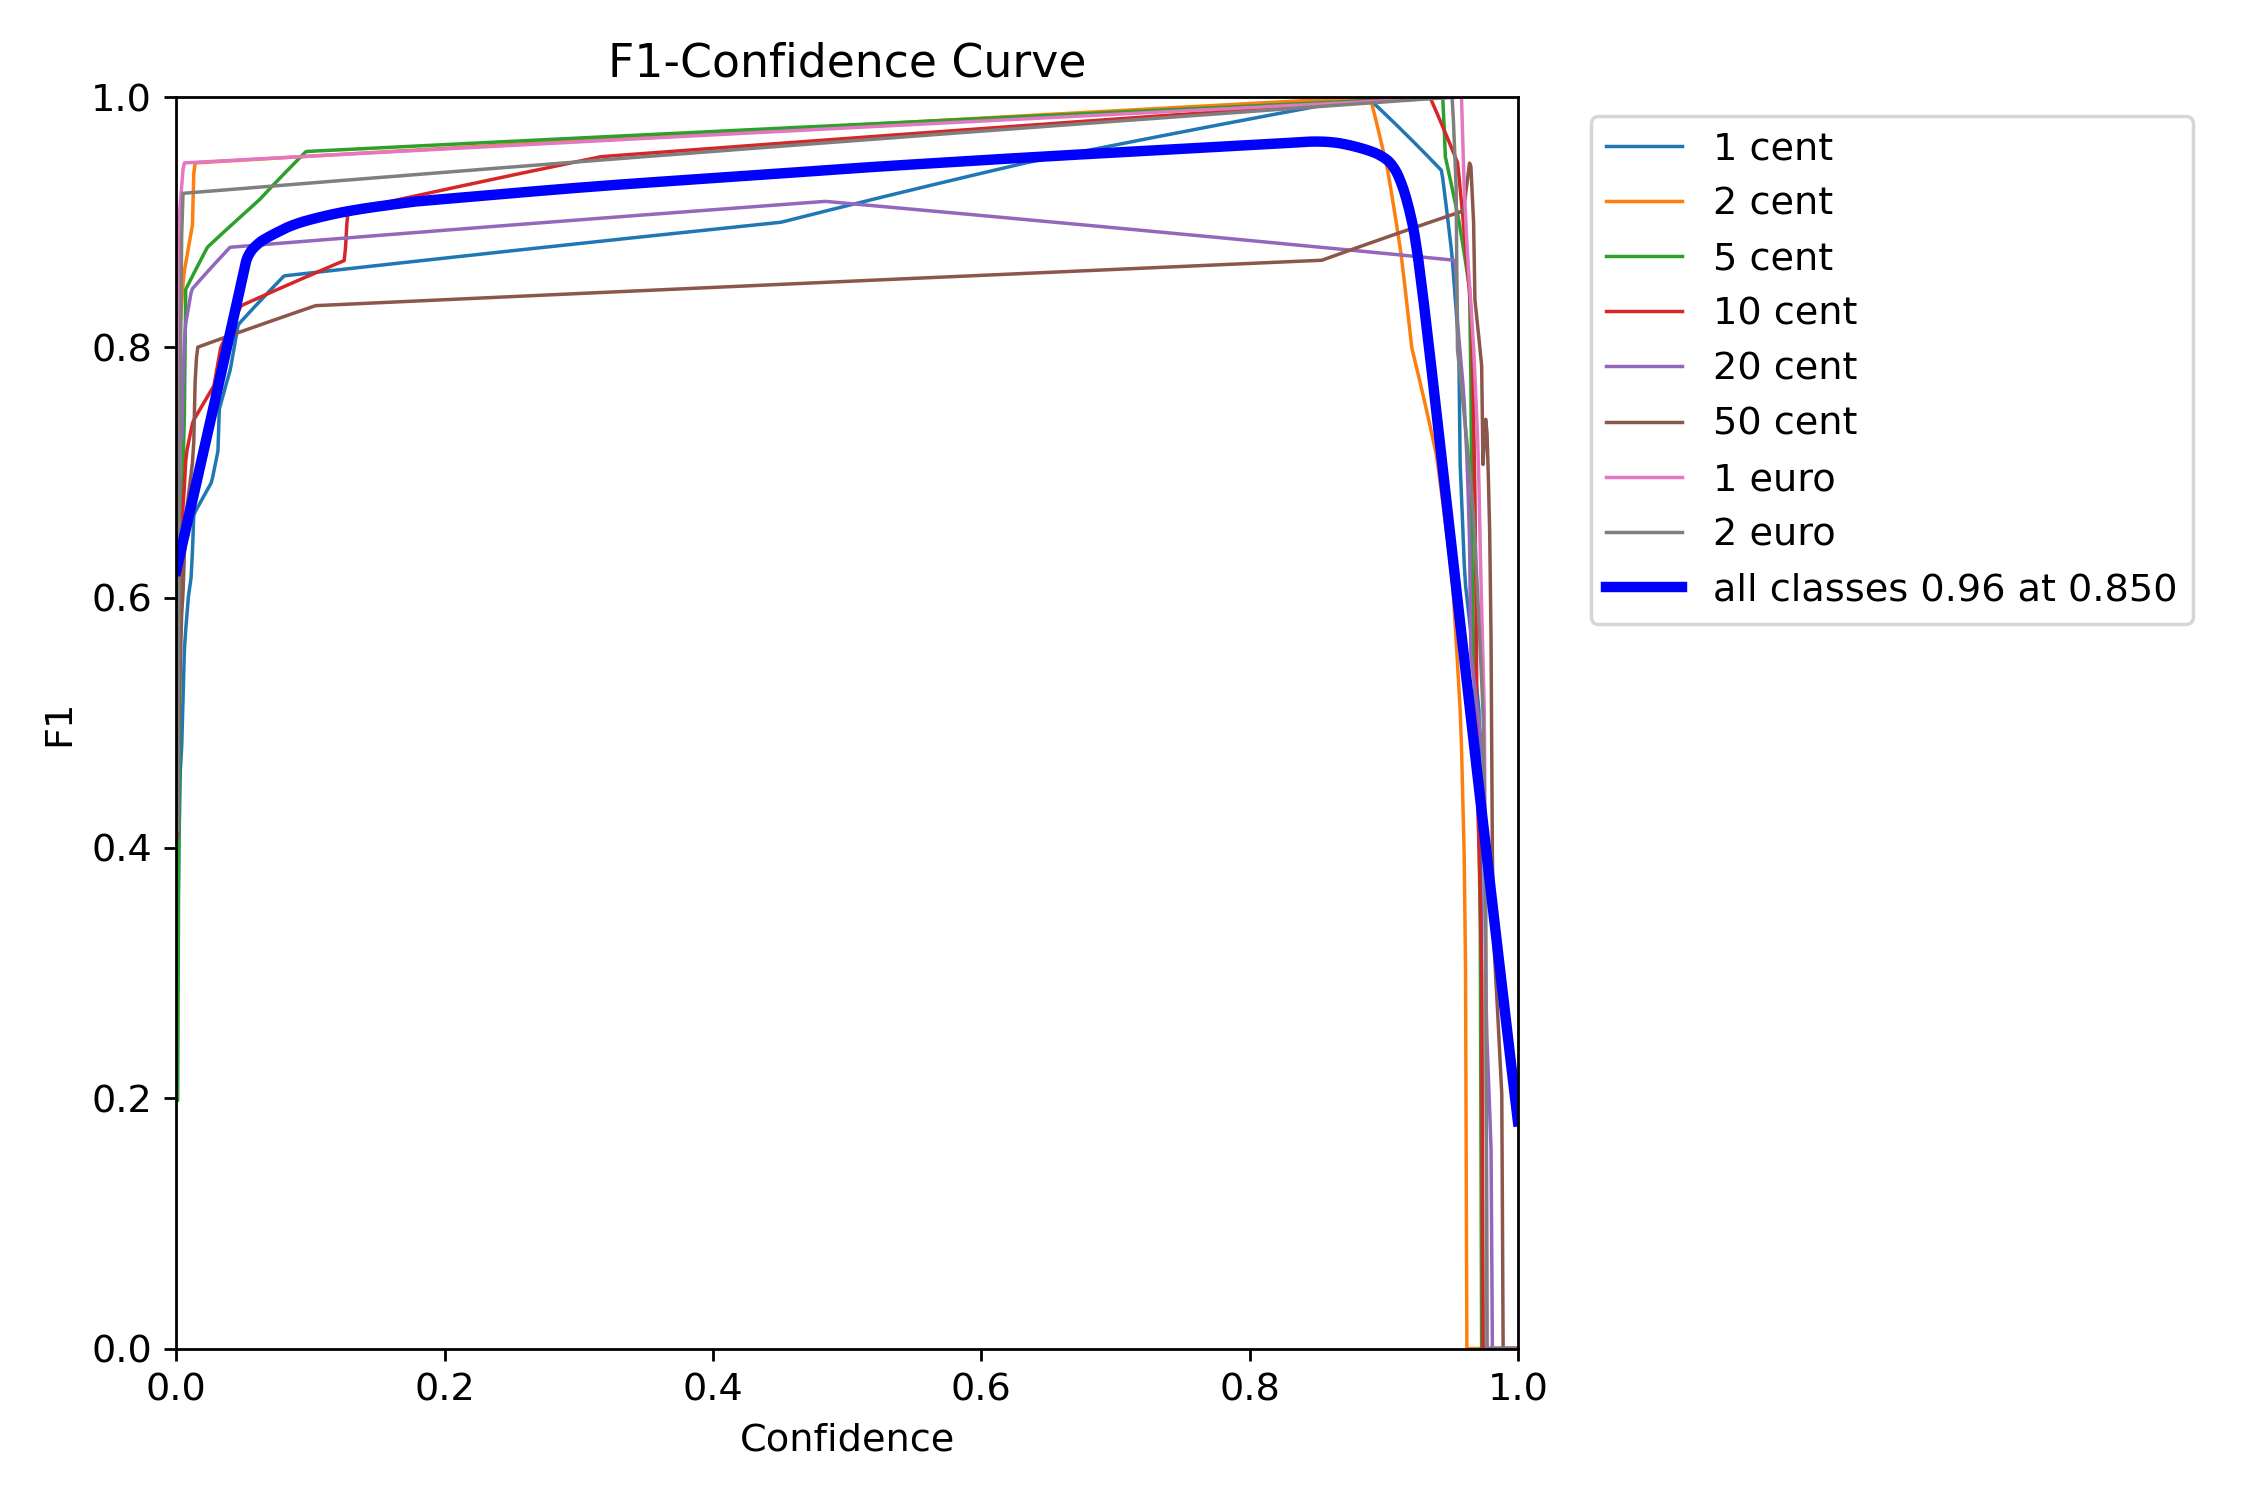 F1-Confidence Curve
1.0
0.8
0.6
0.4
0.2
0.0
F1
0.0 0.2 0.4 0.6 0.8 1.0
Confidence
1 cent
2 cent
5 cent
10 cent
20 cent
50 cent
1 euro
2 euro
all classes 0.96 at 0.850